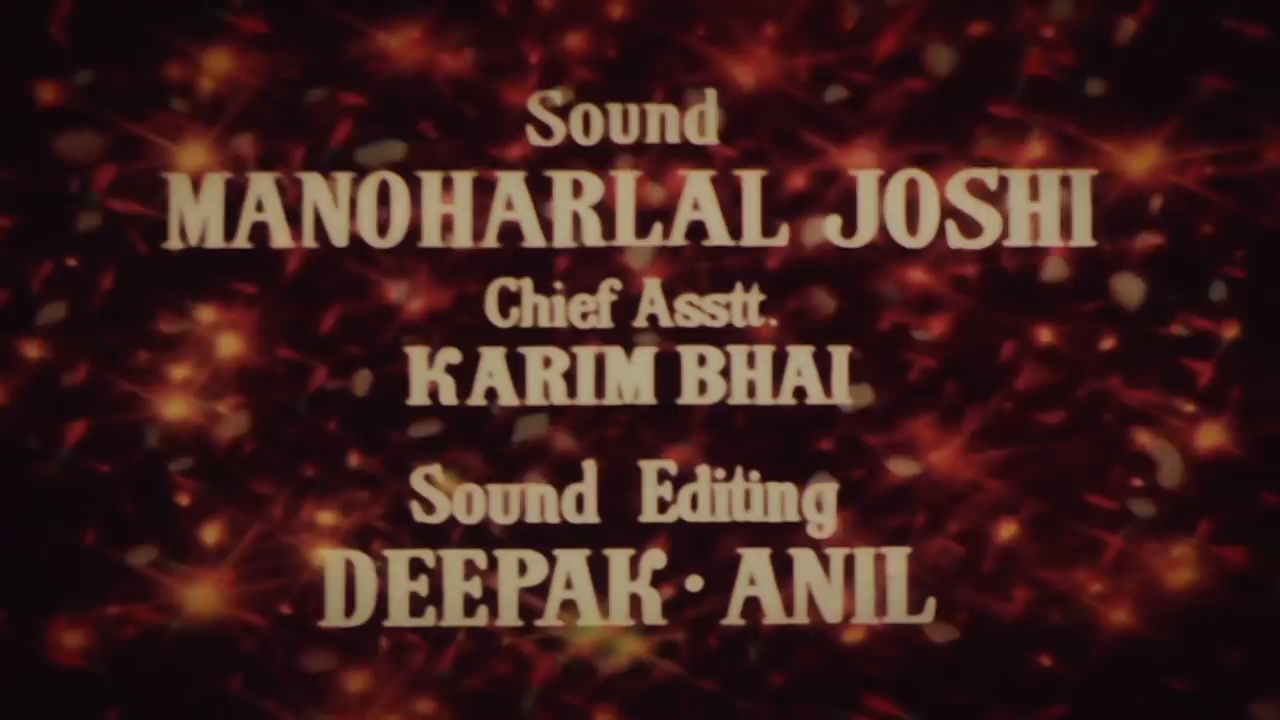 Sound
MANOHARLAL JOSHI
Chief Asstt.
KARIM BHAI
Sound Editing
DEEPAK · ANIL